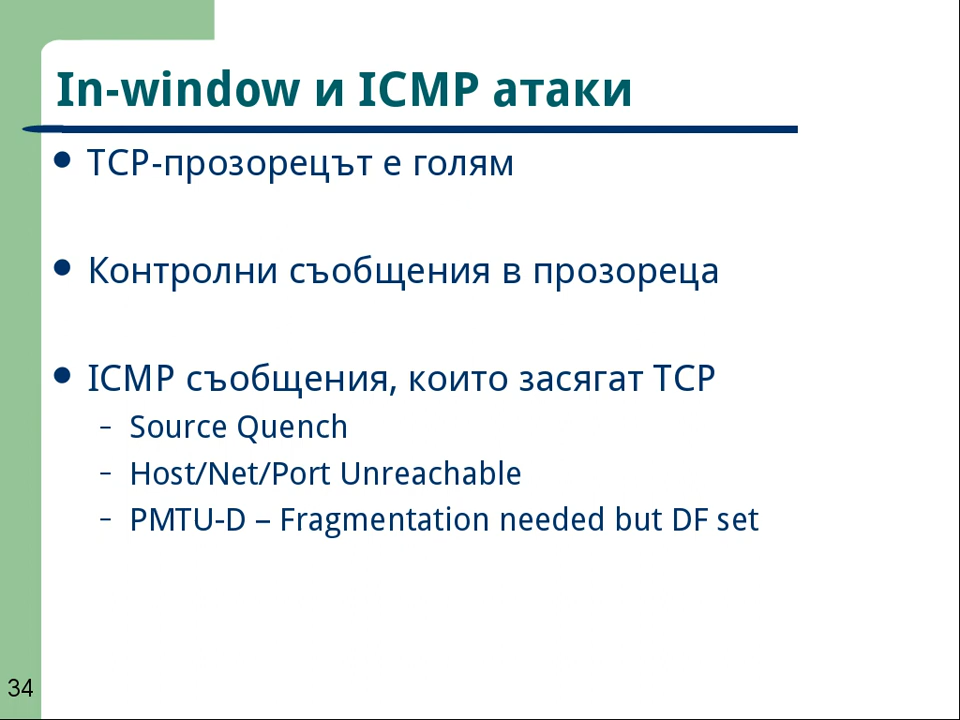 In-window и ICMP атаки
TCP-прозорецът е голям
Контролни съобщения в прозореца
ICMP съобщения, които засягат TCP
– Source Quench
– Host/Net/Port Unreachable
– PMTU-D – Fragmentation needed but DF set
34